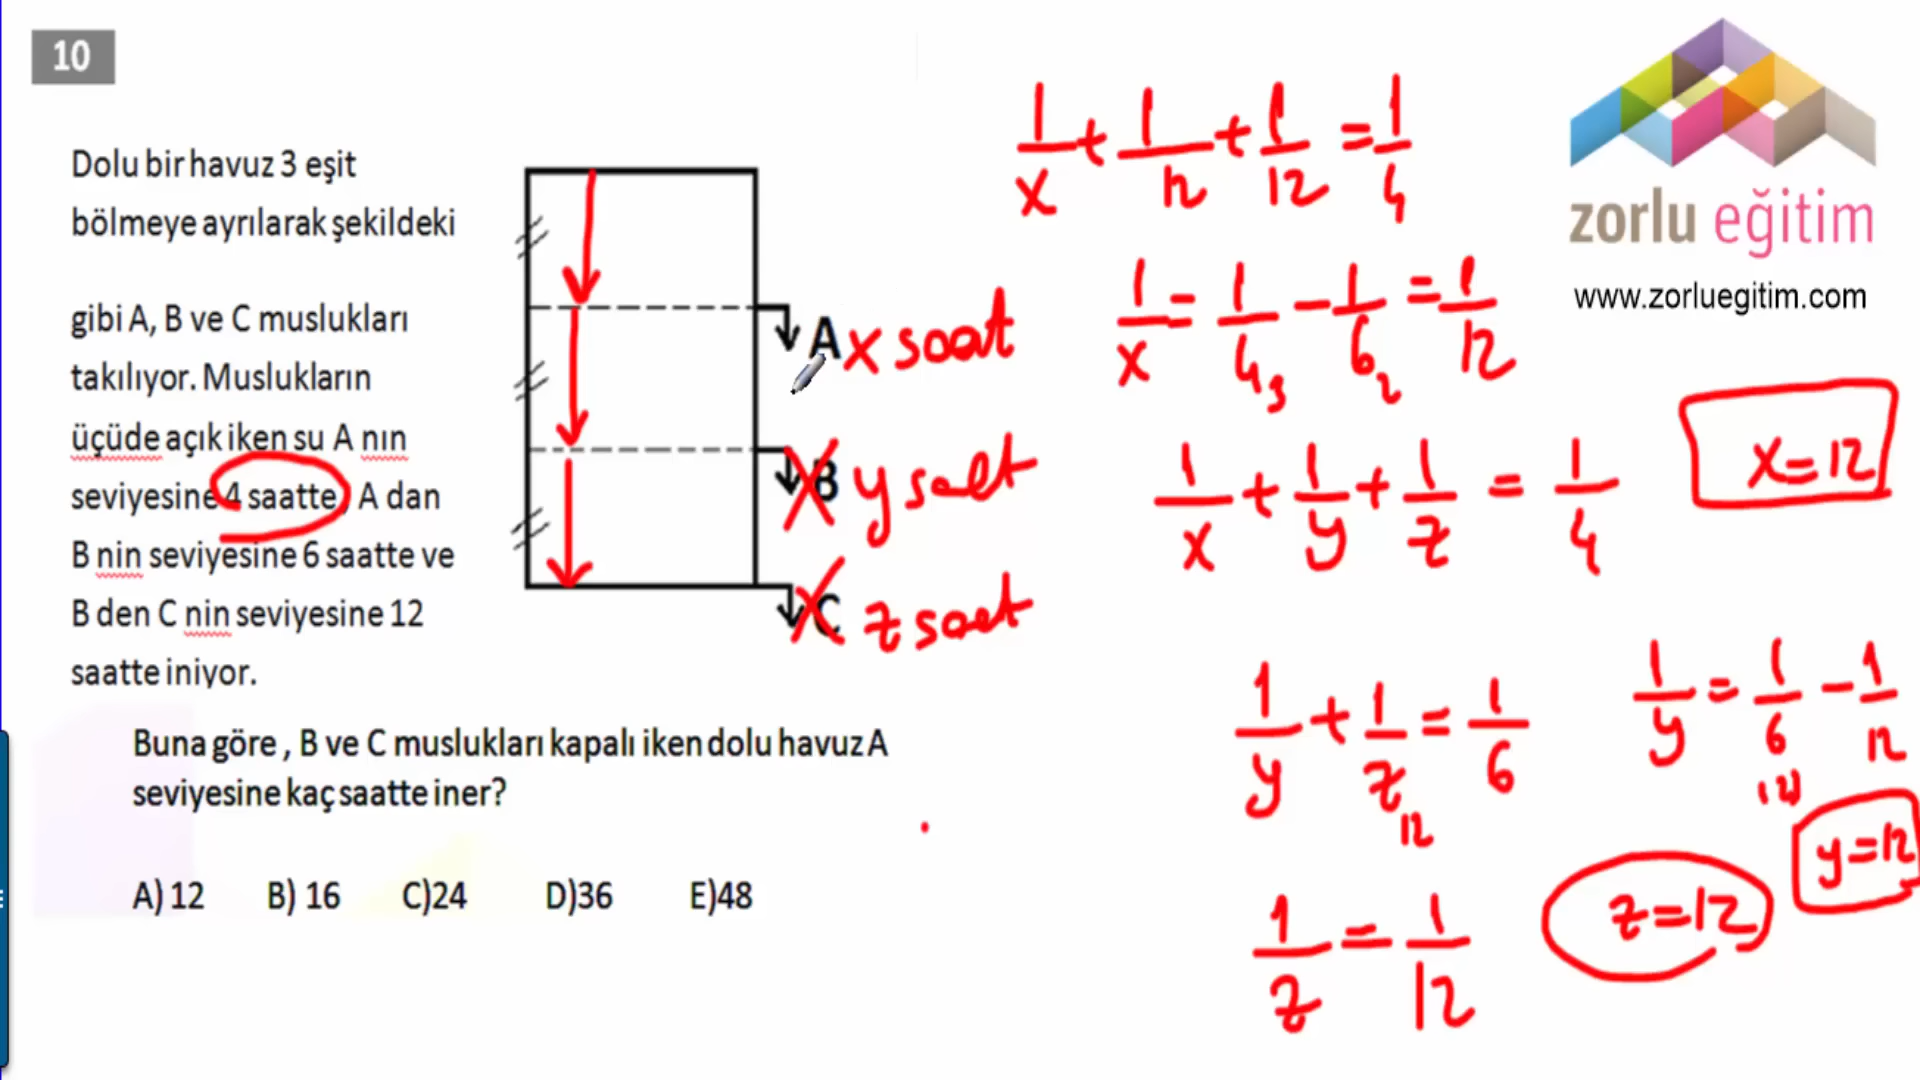 10
Dolu bir havuz 3 eşit
bölmeye ayrılarak şekildeki
gibi A, B ve C muslukları
takılıyor. Muslukların
üçüde açık iken su A nın
seviyesine 4 saatte, A dan
B nin seviyesine 6 saatte ve
B den C nin seviyesine 12
saatte iniyor.
A x saat
B y saat
C z saat
Buna göre , B ve C muslukları kapalı iken dolu havuz A
seviyesine kaç saatte iner?
A) 12 B) 16 C)24 D)36 E)48
1/x + 1/12 + 1/12 = 1/4
1/x = 1/4 - 1/6 = 1/12
3 2
x=12
1/x + 1/y + 1/z = 1/4
1/y + 1/z = 1/6
12
1/y = 1/6 - 1/12
(2)
y=12
1/z = 1/12
z=12
zorlu eğitim
www.zorluegitim.com